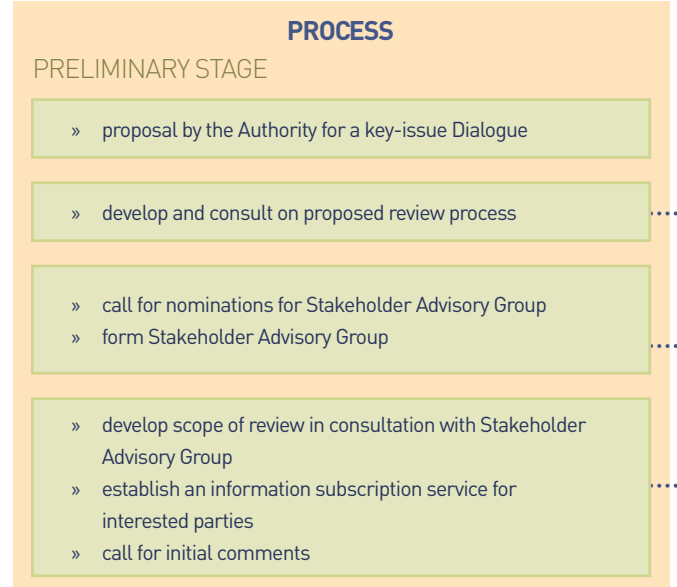 PROCESS
PRELIMINARY STAGE
» proposal by the Authority for a key-issue Dialogue
» develop and consult on proposed review process
» call for nominations for Stakeholder Advisory Group
» form Stakeholder Advisory Group
» develop scope of review in consultation with Stakeholder
Advisory Group
» establish an information subscription service for
interested parties
» call for initial comments